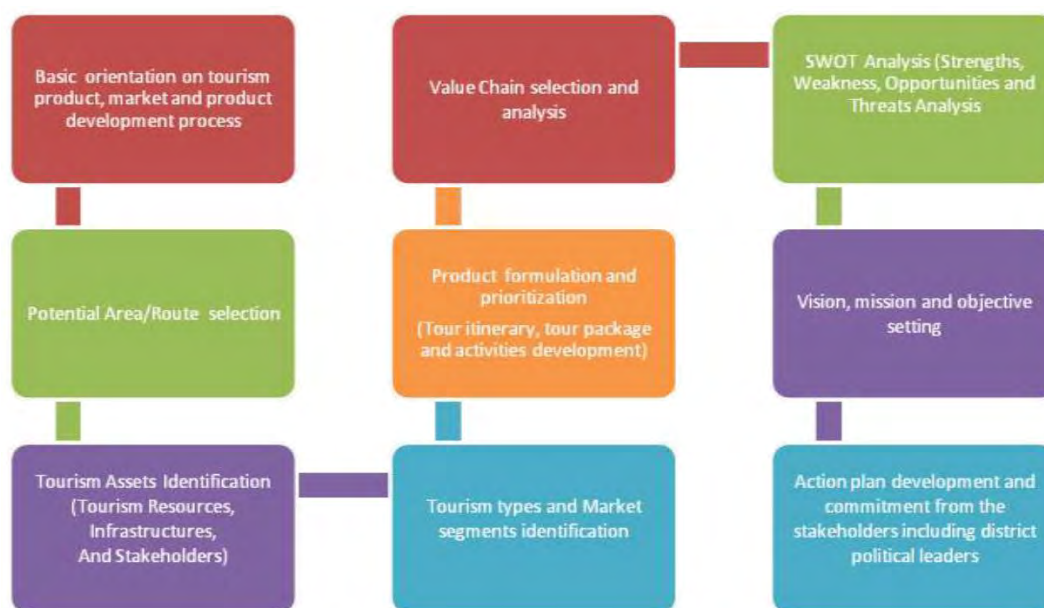 Basic orientation on tourism
product, market and product
development process
Potential Area/Route selection
Tourism Assets Identification
(Tourism Resources,
Infrastructures,
And Stakeholders)
Tourism types and Market
segments identification
Product formulation and
prioritization
(Tour itinerary, tour package
and activities development)
Value Chain selection and
analysis
SWOT Analysis (Strengths,
Weakness, Opportunities and
Threats Analysis
Vision, mission and objective
setting
Action plan development and
commitment from the
stakeholders including district
political leaders